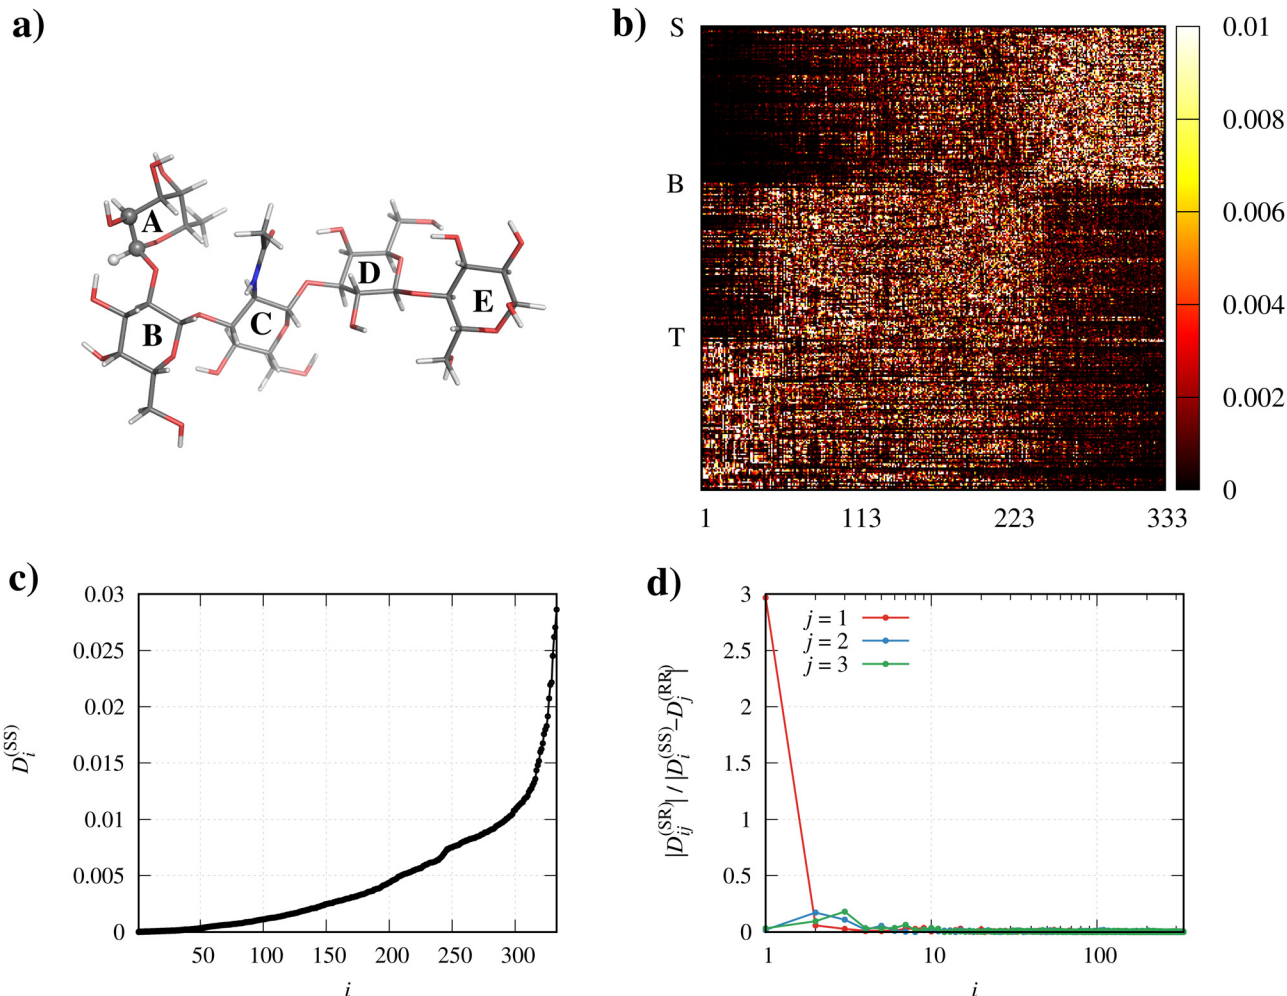 a)
A
B
C
D
E
b)
S
B
T
1 113 223 333
0.01
0.008
0.006
0.004
0.002
0
c)
0.03
0.025
0.02
0.015
0.01
0.005
0
D_i^(SS)
50 100 150 200 250 300
i
d)
3
2.5
2
1.5
1
0.5
0
|D_ij^(SR)| / |D_i^(SS)−D_j^(RR)|
j = 1
j = 2
j = 3
1 10 100
i